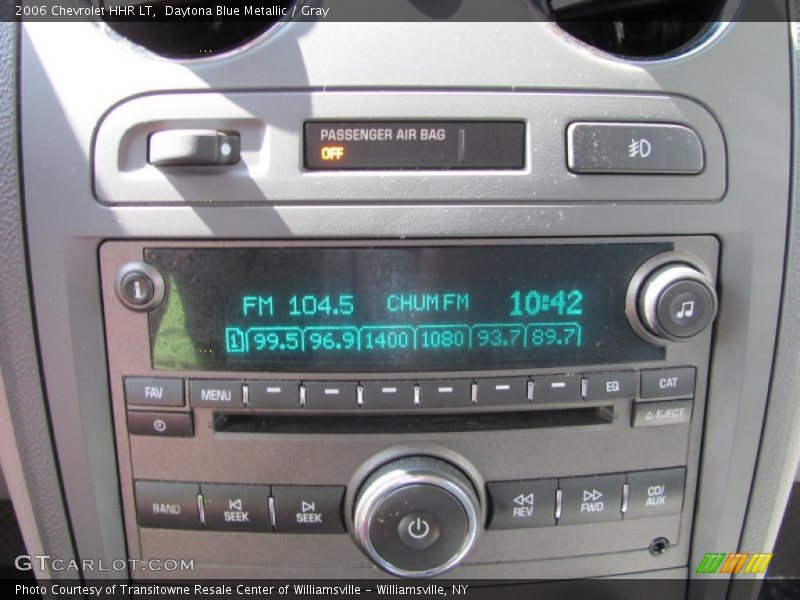 2006 Chevrolet HHR LT, Daytona Blue Metallic / Gray
PASSENGER AIR BAG
OFF
i
FM 104.5 CHUM FM 10:42
1 99.5 96.9 1400 1080 93.7 89.7
FAV MENU EQ CAT
EJECT
BAND SEEK SEEK REV FWD CD/
AUX
GTCARLOT.COM
Photo Courtesy of Transitowne Resale Center of Williamsville - Williamsville, NY